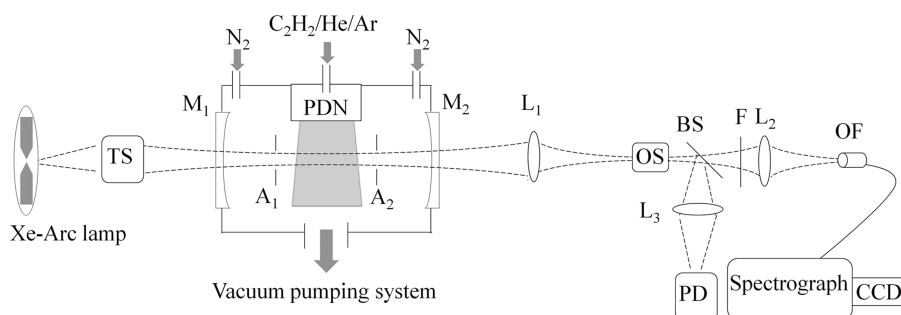 C₂H₂/He/Ar
N₂
N₂
M₁
PDN
M₂
L₁
BS
F
L₂
OF
TS
OS
A₁
A₂
L₃
Xe-Arc lamp
Vacuum pumping system
PD
Spectrograph
CCD